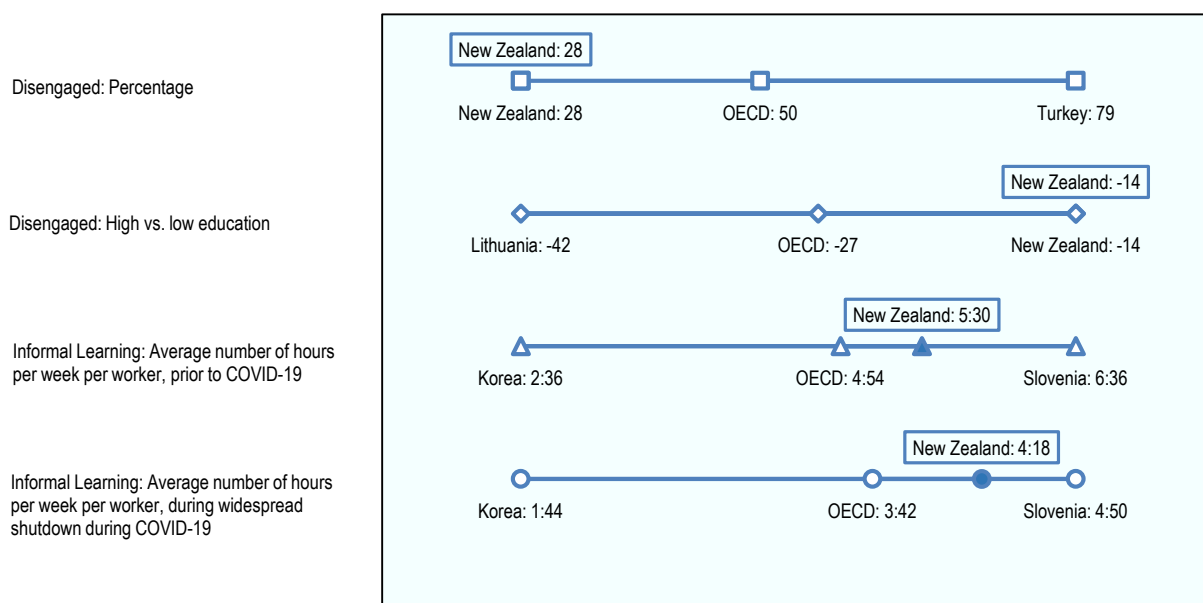 New Zealand: 28
Disengaged: Percentage
New Zealand: 28
OECD: 50
Turkey: 79
New Zealand: -14
Disengaged: High vs. low education
Lithuania: -42
OECD: -27
New Zealand: -14
New Zealand: 5:30
Informal Learning: Average number of hours
per week per worker, prior to COVID-19
Korea: 2:36
OECD: 4:54
Slovenia: 6:36
New Zealand: 4:18
Informal Learning: Average number of hours
per week per worker, during widespread
shutdown during COVID-19
Korea: 1:44
OECD: 3:42
Slovenia: 4:50